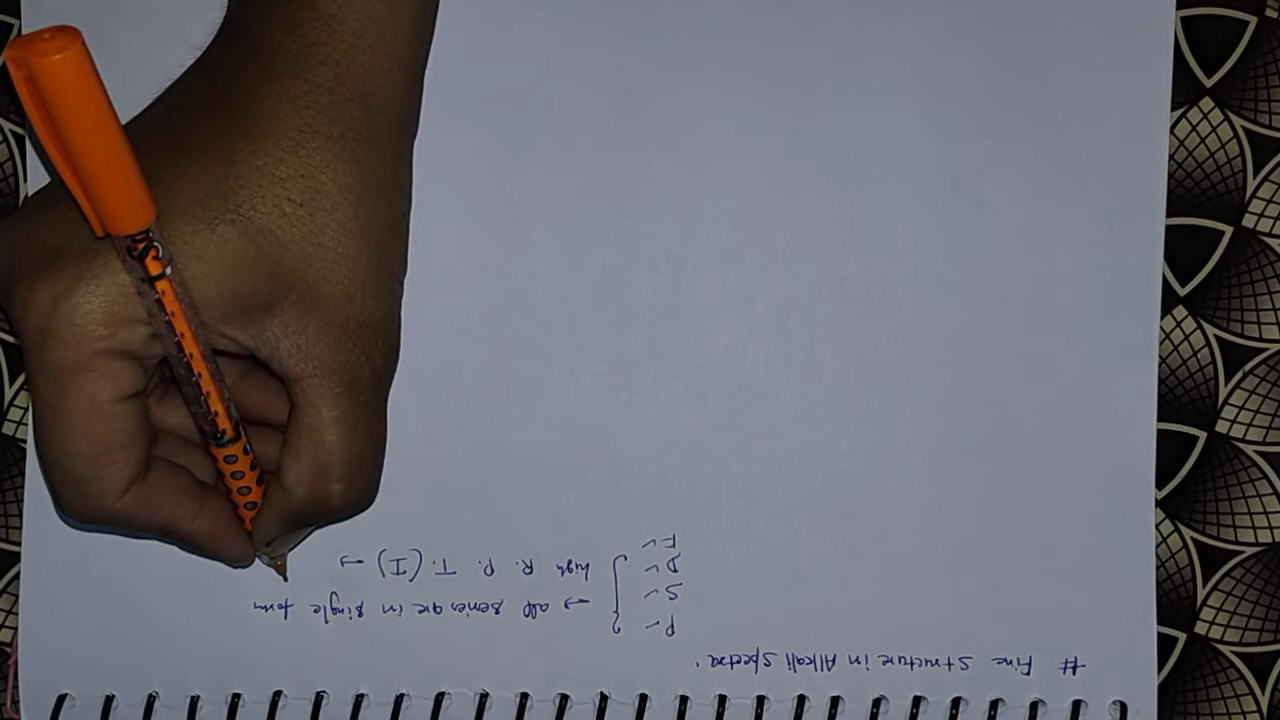 # Fine Structure in Alkali Spectra '
P ✓
S ✓ → all series are in single form
D ✓ high R. P. T. (I) →
F ✓